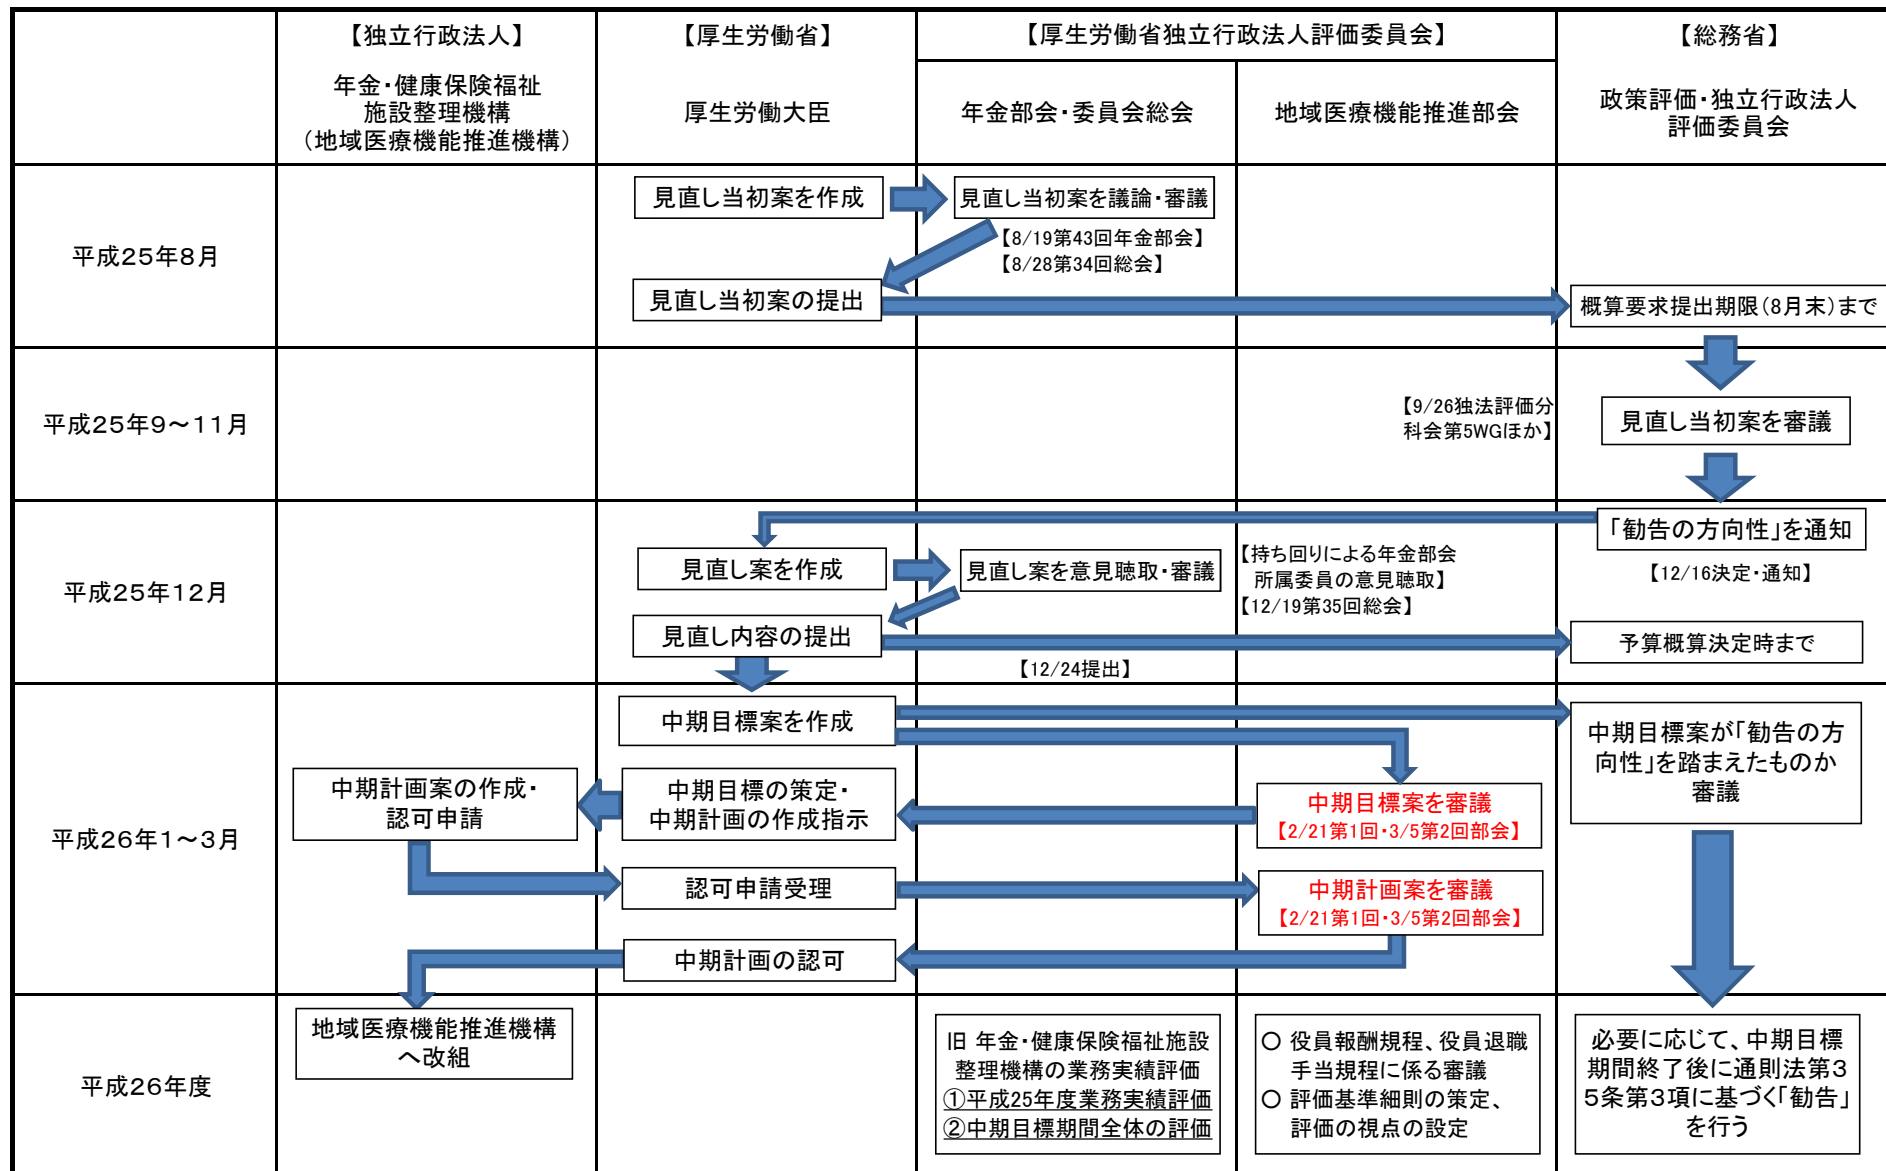 【独立行政法人】
年金・健康保険福祉
施設整理機構
（地域医療機能推進機構）
【厚生労働省】
厚生労働大臣
【厚生労働省独立行政法人評価委員会】
年金部会・委員会総会
地域医療機能推進部会
【総務省】
政策評価・独立行政法人
評価委員会
平成２５年８月
見直し当初案を作成
見直し当初案を議論・審議
【8/19第43回年金部会】
【8/28第34回総会】
見直し当初案の提出
概算要求提出期限（８月末）まで
平成２５年９～１１月
【9/26独法評価分
科会第5WGほか】
見直し当初案を審議
平成２５年１２月
「勧告の方向性」を通知
【12/16決定・通知】
見直し案を作成
見直し案を意見聴取・審議
【持ち回りによる年金部会
所属委員の意見聴取】
【12/19第35回総会】
見直し内容の提出
【12/24提出】
予算概算決定時まで
平成２６年１～３月
中期目標案を作成
中期目標案が「勧告の方
向性」を踏まえたものか
審議
中期計画案の作成・
認可申請
中期目標の策定・
中期計画の作成指示
中期目標案を審議
【2/21第1回・3/5第2回部会】
認可申請受理
中期計画案を審議
【2/21第1回・3/5第2回部会】
中期計画の認可
平成２６年度
地域医療機能推進機構
へ改組
旧 年金・健康保険福祉施設
整理機構の業務実績評価
①平成25年度業務実績評価
②中期目標期間全体の評価
○ 役員報酬規程、役員退職
手当規程に係る審議
○ 評価基準細則の策定、
評価の視点の設定
必要に応じて、中期目標
期間終了後に通則法第３
５条第３項に基づく「勧告」
を行う